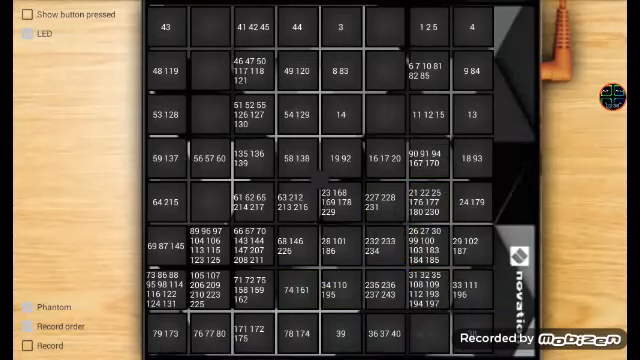 Show button pressed
LED
43
41 42 45
44
3
1 2 5
4
48 119
46 47 50
117 118
121
49 120
8 83
6 7 10 81
82 85
9 84
53 128
51 52 55
126 127
130
54 129
14
11 12 15
13
59 137
56 57 60
135 136
139
58 138
19 92
16 17 20
90 91 94
167 170
18 93
64 215
61 62 65
214 217
63 212
213 216
23 168
169 178
229
227 228
231
21 22 25
176 177
180 230
24 179
69 87 145
89 96 97
104 106
113 115
123 125
66 67 70
143 144
147 207
208 211
68 146
226
28 101
186
232 233
234
26 27 30
99 100
103 183
184 185
29 102
187
73 86 88
95 98 114
116 122
124 131
105 107
206 209
210 223
225
71 72 75
158 159
162
74 161
34 110
195
235 236
237 243
31 32 35
108 109
112 193
194 197
33 111
196
79 173
76 77 80
171 172
175
78 174
39
36 37 40
novatio
Phantom
Record order
Record
Recorded by MOBIZEN